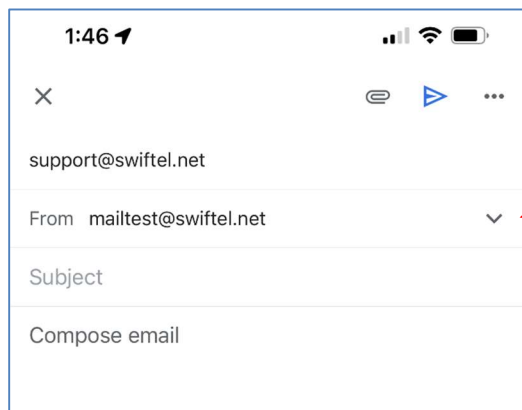 1:46
support@swiftel.net
From mailtest@swiftel.net
Subject
Compose email